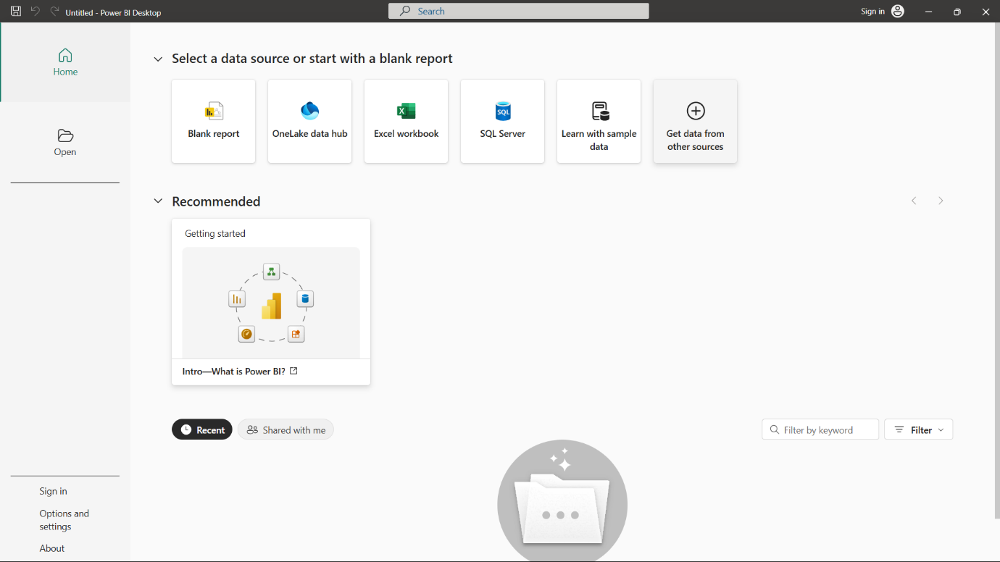 Untitled - Power BI Desktop
Search
Sign in
Home
Open
Select a data source or start with a blank report
Blank report
OneLake data hub
Excel workbook
SQL
SQL Server
Learn with sample
data
Get data from
other sources
Recommended
Getting started
Intro—What is Power BI?
Recent
Shared with me
Filter by keyword
Filter
Sign in
Options and
settings
About